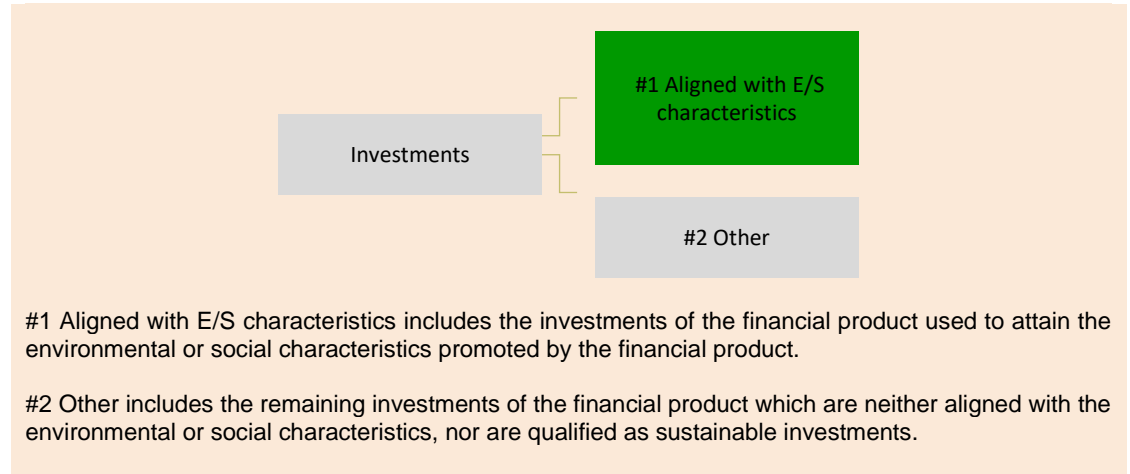 #1 Aligned with E/S
characteristics
Investments
#2 Other
#1 Aligned with E/S characteristics includes the investments of the financial product used to attain the
environmental or social characteristics promoted by the financial product.
#2 Other includes the remaining investments of the financial product which are neither aligned with the
environmental or social characteristics, nor are qualified as sustainable investments.